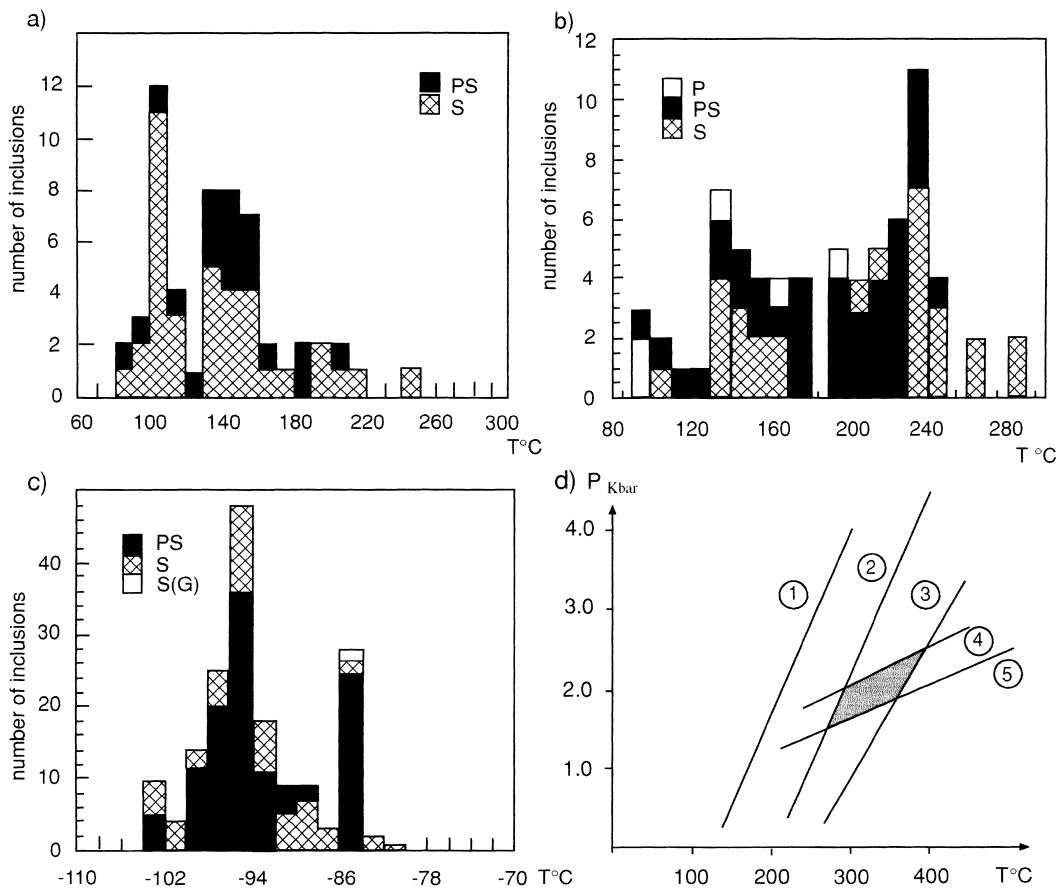 a)
number of inclusions
12
10
8
6
4
2
0
PS
S
60 100 140 180 220 260 300
T°C
b)
number of inclusions
12
10
8
6
4
2
0
P
PS
S
80 120 160 200 240 280
T °C
c)
number of inclusions
40
30
20
10
0
PS
S
S(G)
-110 -102 -94 -86 -78 -70
T°C
d) P Kbar
4.0
3.0
2.0
1.0
1
2
3
4
5
100 200 300 400 T°C